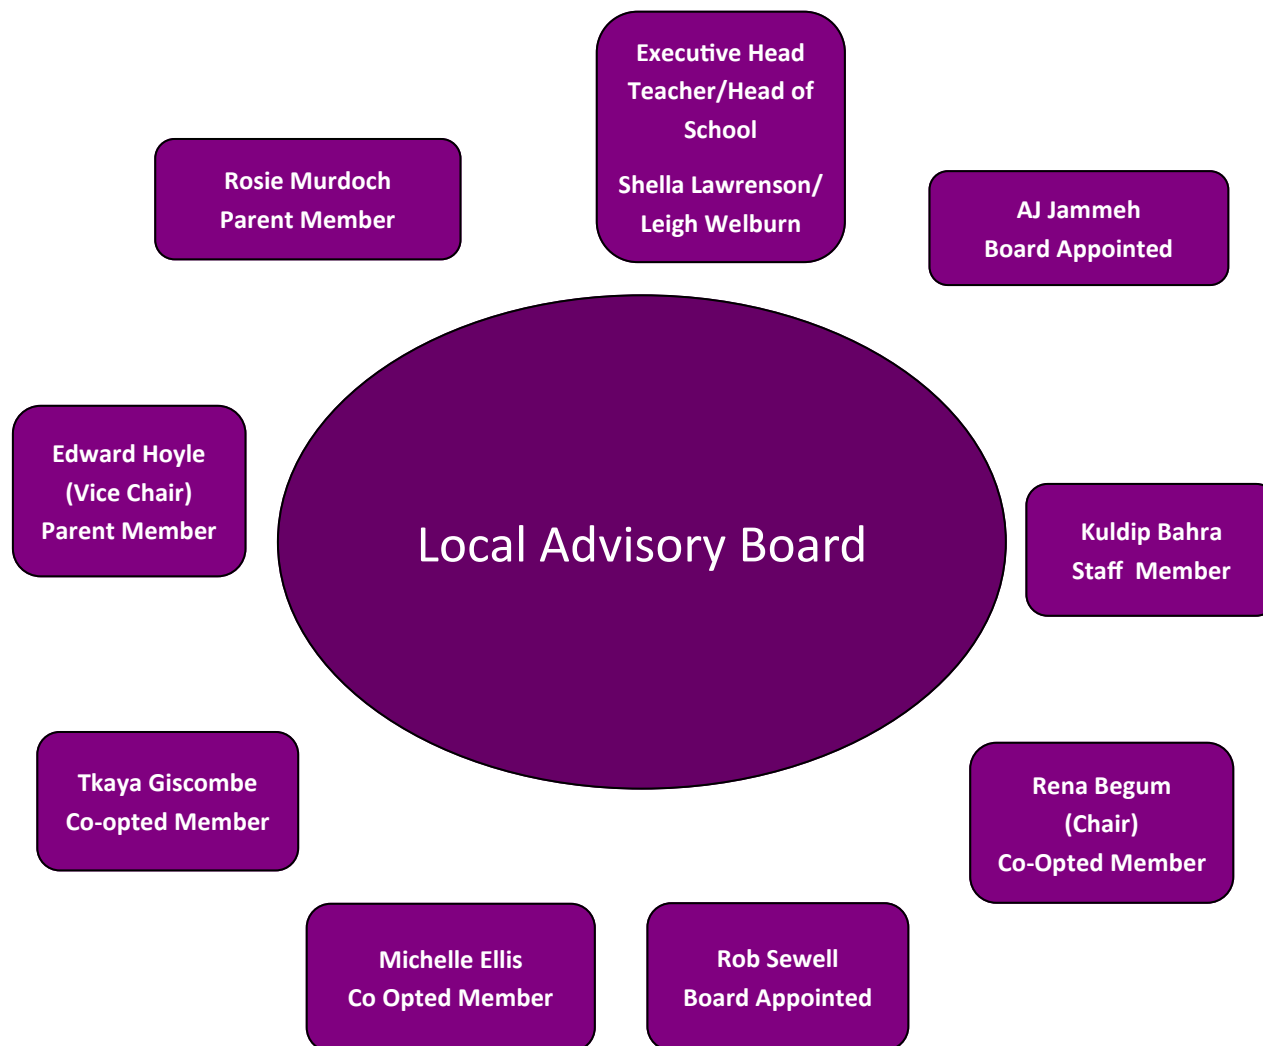 Executive Head
Teacher/Head of
School
Shella Lawrenson/
Leigh Welburn
Rosie Murdoch
Parent Member
AJ Jammeh
Board Appointed
Edward Hoyle
(Vice Chair)
Parent Member
Local Advisory Board
Kuldip Bahra
Staff  Member
Tkaya Giscombe
Co-opted Member
Rena Begum
(Chair)
Co-Opted Member
Michelle Ellis
Co Opted Member
Rob Sewell
Board Appointed